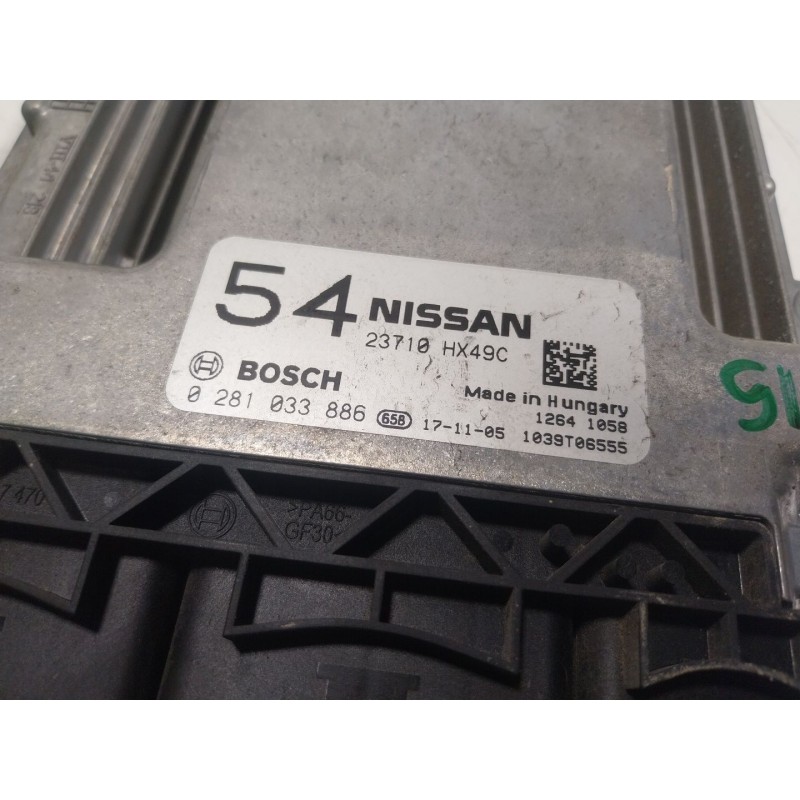 54 NISSAN
23710 HX49C
BOSCH
Made in Hungary
0 281 033 886 658 17-11-05
1264 1058
1039T06555
7470
>PA66-
GF30<